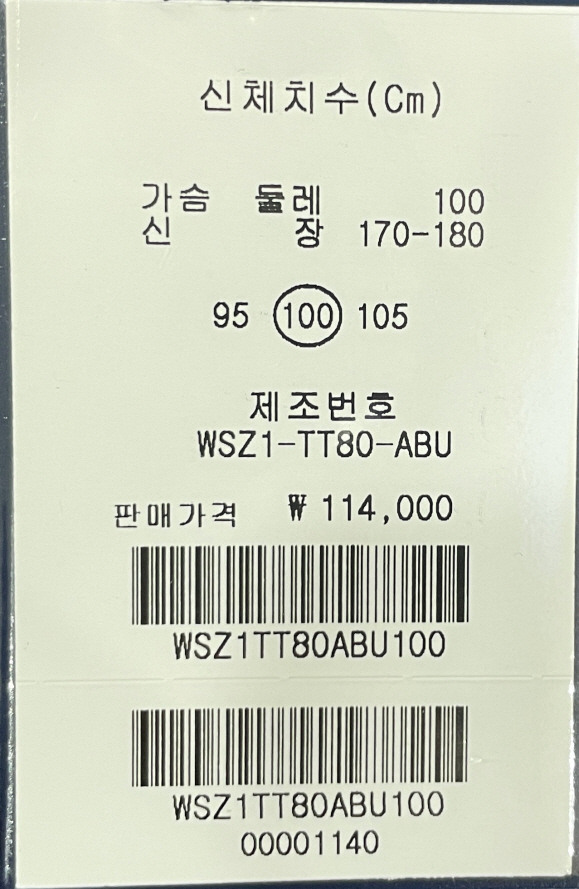 신체치수(Cm)
가슴 둘레 100
신 장 170-180
95 100 105
제조번호
WSZ1-TT80-ABU
판매가격 ₩ 114,000
WSZ1TT80ABU100
WSZ1TT80ABU100
00001140